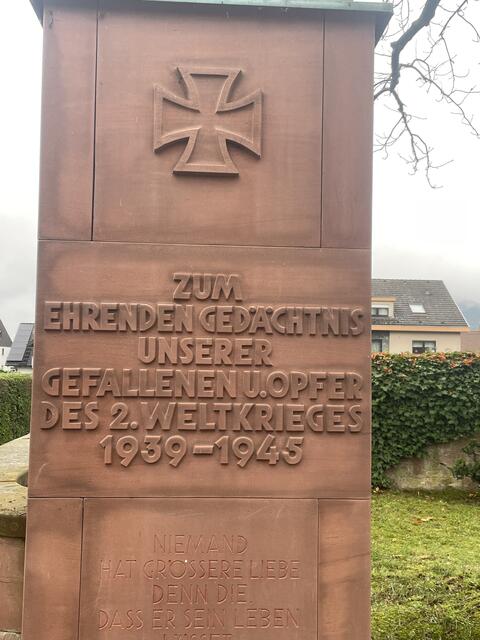 ZUM
EHRENDEN GEDÄCHTNIS
UNSERER
GEFALLENEN U. OPFER
DES 2. WELTKRIEGES
1939-1945
NIEMAND
HAT GRÖSSERE LIEBE
DENN DIE,
DASS ER SEIN LEBEN